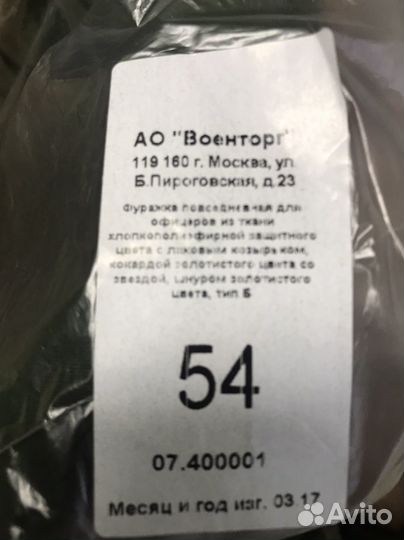 АО "Военторг"
119 160 г. Москва, ул
Б.Пироговская, д.23
Фуражка повседневная для
офицеров из ткани
хлопкополиэфирной защитного
цвета с лаковым козырьком,
кокардой золотистого цвета со
звездой, шнуром золотистого
цвета, тип Б
54
07.400001
Месяц и год изг. 03.17
Avito